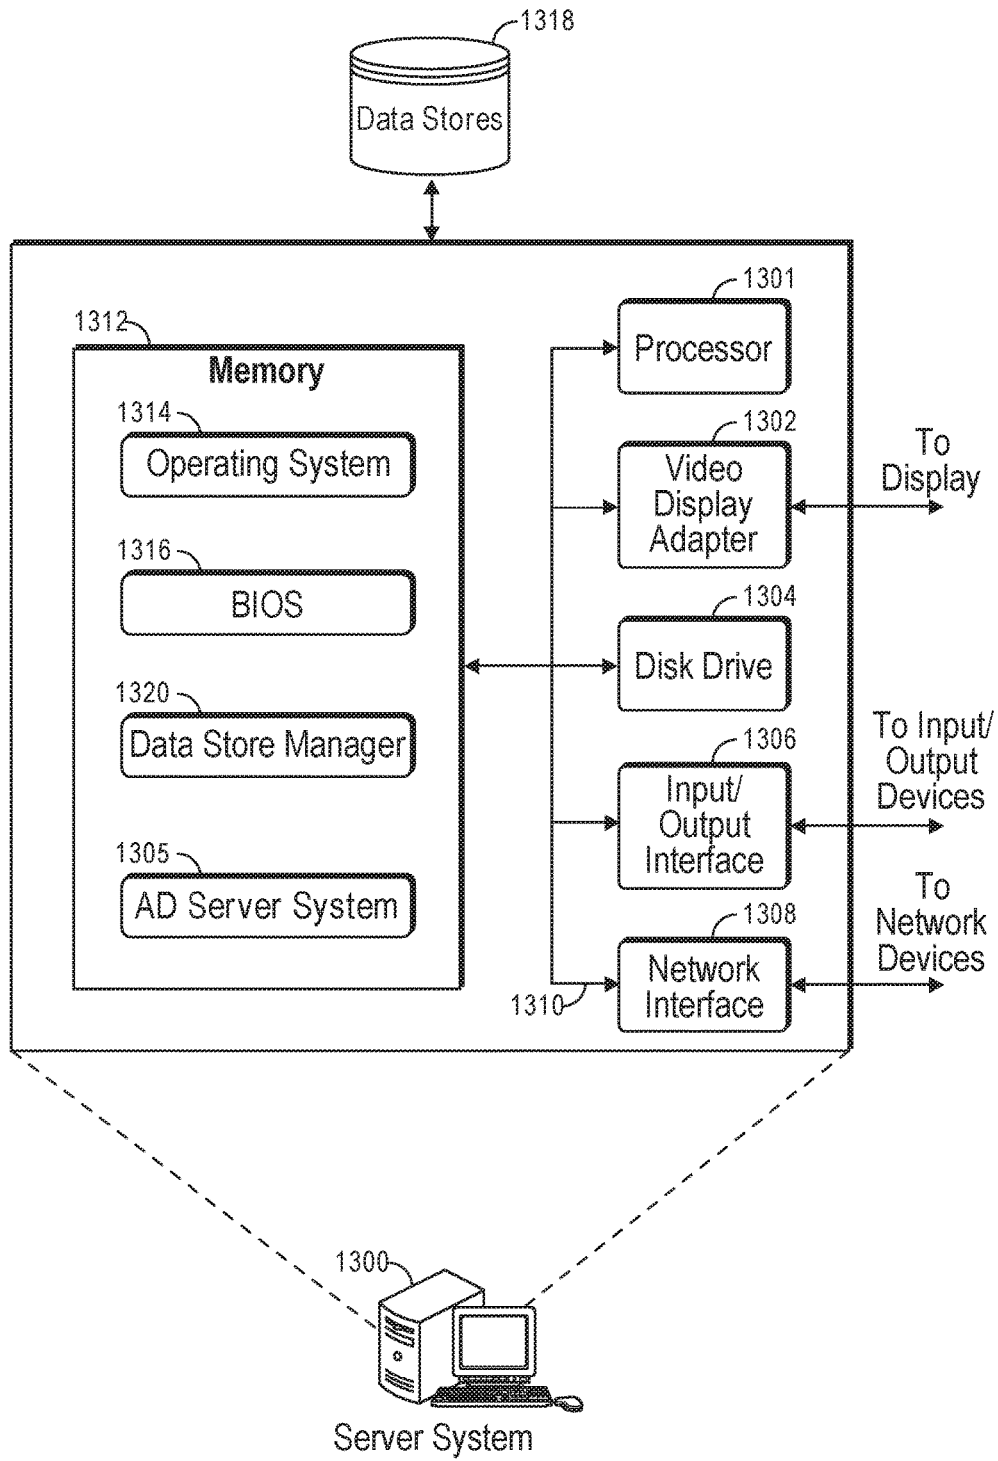 1318
Data Stores
1312
Memory
1314
Operating System
1316
BIOS
1320
Data Store Manager
1305
AD Server System
1301
Processor
1302
Video
Display
Adapter
To
Display
1304
Disk Drive
1306
Input/
Output
Interface
To Input/
Output
Devices
1308
Network
Interface
1310
To
Network
Devices
1300
Server System